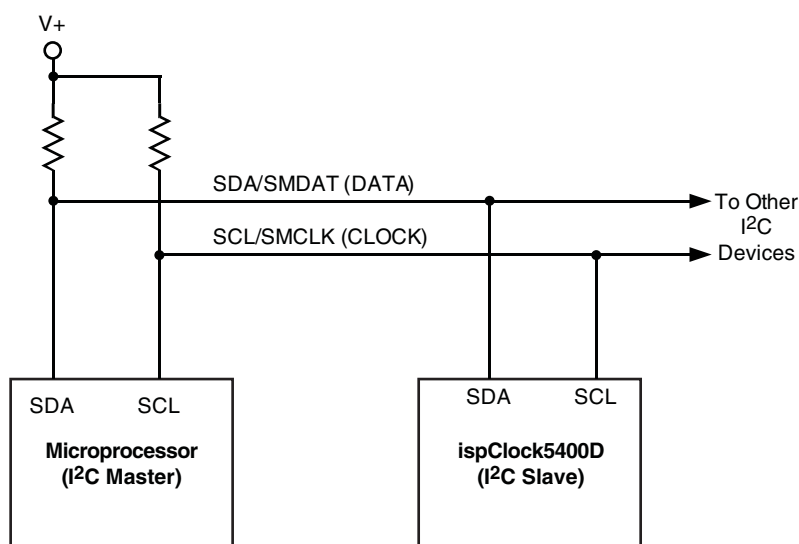 V+
SDA/SMDAT (DATA)
To Other
I2C
Devices
SCL/SMCLK (CLOCK)
SDA SCL
Microprocessor
(I2C Master)
SDA SCL
ispClock5400D
(I2C Slave)